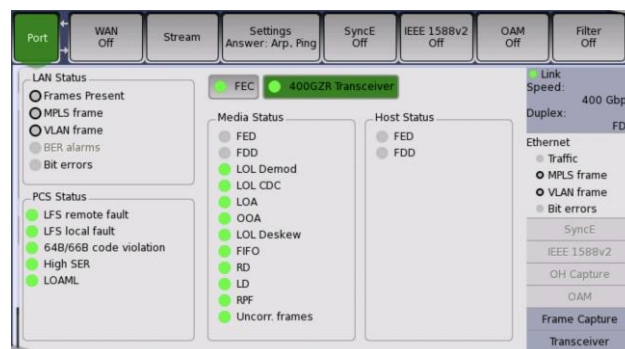 Port
WAN
Off
Stream
Settings
Answer: Arp, Ping
SyncE
Off
IEEE 1588v2
Off
OAM
Off
Filter
Off
LAN Status
Frames Present
MPLS frame
VLAN frame
BER alarms
Bit errors
PCS Status
LFS remote fault
LFS local fault
64B/66B code violation
High SER
LOAML
FEC
400GZR Transceiver
Media Status
FED
FDD
LOL Demod
LOL CDC
LOA
OOA
LOL Deskew
FIFO
RD
LD
RPF
Uncorr. frames
Host Status
FED
FDD
Link
Speed:
400 Gbp
Duplex:
FD
Ethernet
Traffic
MPLS frame
VLAN frame
Bit errors
SyncE
IEEE 1588v2
OH Capture
OAM
Frame Capture
Transceiver